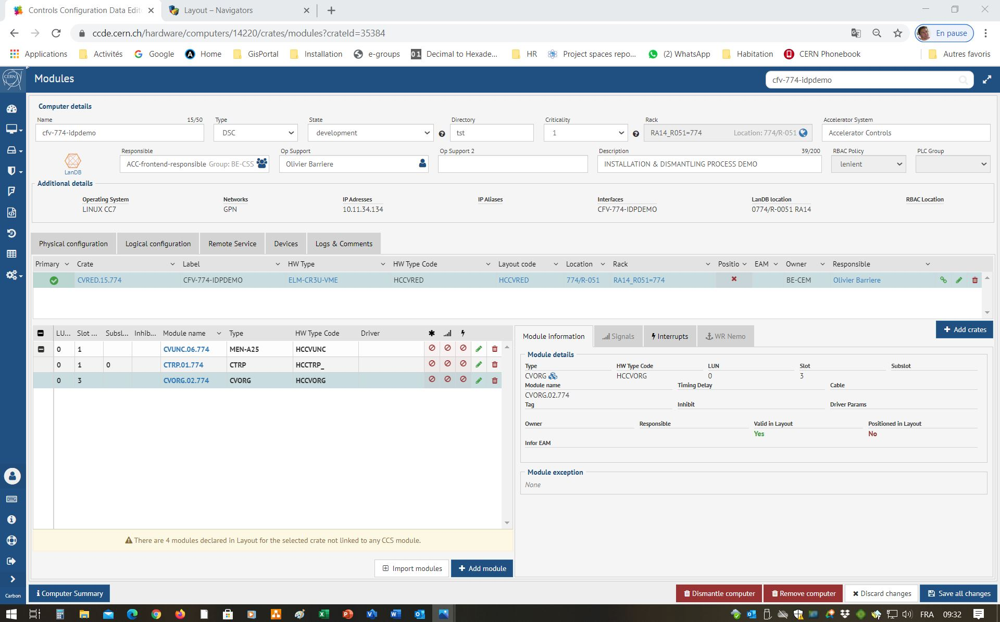 Controls Configuration Data Edit
Layout – Navigators
ccde.cern.ch/hardware/computers/14220/crates/modules?crateId=35384
En pause
Applications
Activités
Google
Home
GisPortal
Installation
e-groups
01 Decimal to Hexade...
HR
Project spaces repo...
(2) WhatsApp
Habitation
CERN Phonebook
Autres favoris
CERN
Modules
cfv-774-idpdemo
Computer details
Name 15/50 Type State Directory Criticality Rack Accelerator System
cfv-774-idpdemo DSC development tst 1 RA14_R051=774 Location: 774/R-051 Accelerator Controls
LanDB
Responsible Op Support Op Support 2 Description 39/200 RBAC Policy PLC Group
ACC-frontend-responsible Group: BE-CSS Olivier Barriere INSTALLATION & DISMANTLING PROCESS DEMO lenient
Additional details
Operating System Networks IP Adresses IP Aliases Interfaces LanDB location RBAC Location
LINUX CC7 GPN 10.11.34.134 CFV-774-IDPDEMO 0774/R-0051 RA14
Physical configuration Logical configuration Remote Service Devices Logs & Comments
Primary Crate Label HW Type HW Type Code Layout code Location Rack Positio EAM Owner Responsible
CVRED.15.774 CFV-774-IDPDEMO ELM-CR3U-VME HCCVRED HCCVRED 774/R-051 RA14_R051=774 BE-CEM Olivier Barriere
+ Add crates
LU... Slot ... Subsl... Inhib... Module name Type HW Type Code Driver
0 1 CVUNC.06.774 MEN-A25 HCCVUNC
0 1 0 CTRP.01.774 CTRP HCCTRP_
0 3 CVORG.02.774 CVORG HCCVORG
There are 4 modules declared in Layout for the selected crate not linked to any CCS module.
Import modules + Add module
Module information Signals Interrupts WR Nemo
Module details
Type HW Type Code LUN Slot Subslot
CVORG HCCVORG 0 3
Module name Timing Delay Cable
CVORG.02.774
Tag Inhibit Driver Params
Owner Responsible Valid in Layout Positioned in Layout
Yes No
Infor EAM
Module exception
None
Carbon
Computer Summary
Dismantle computer Remove computer Discard changes Save all changes
FRA 09:32